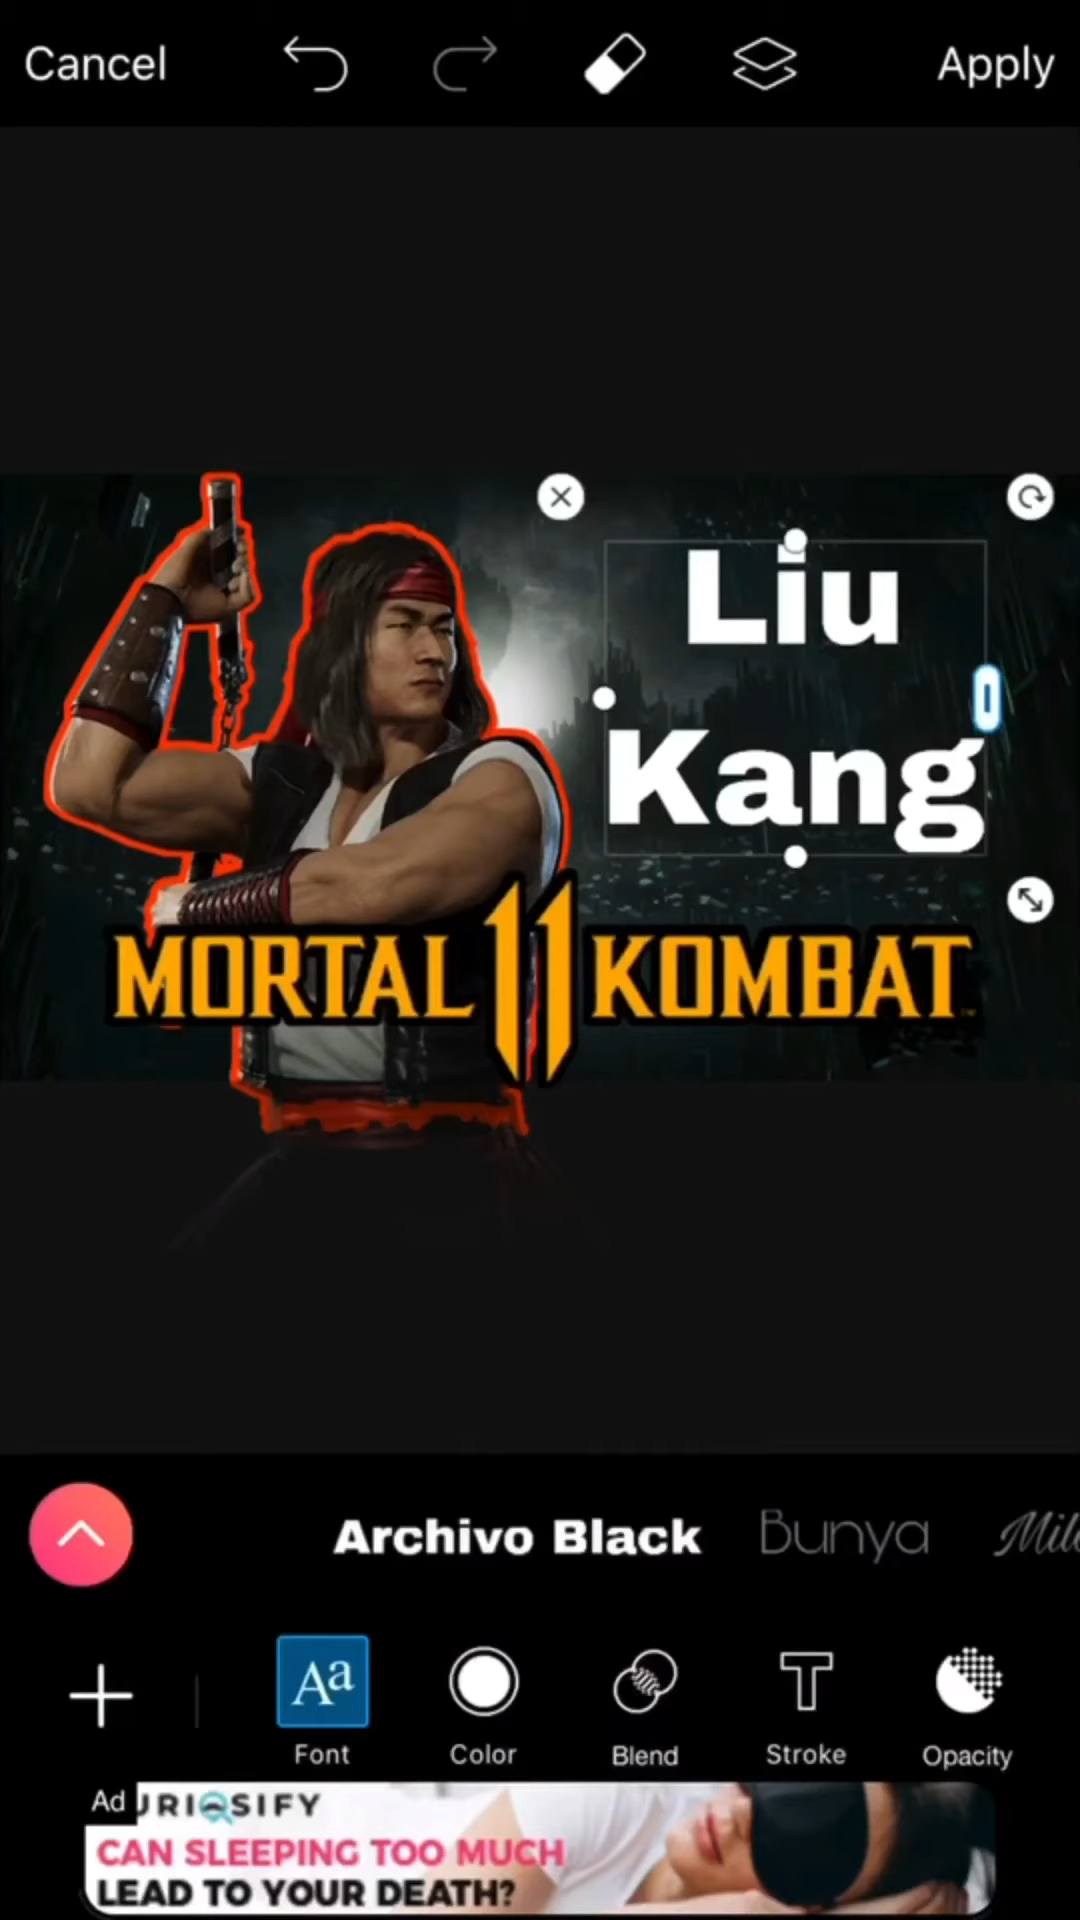 Cancel
Apply
Liu
Kang
MORTAL 11 KOMBAT
Archivo Black
Bunya
Aa
Font
Color
Blend
T
Stroke
Opacity
Ad
CAN SLEEPING TOO MUCH
LEAD TO YOUR DEATH?